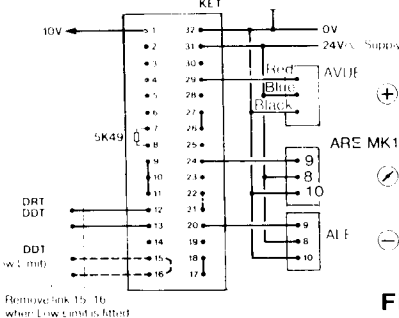 KET
10V
1 32 0V
2 31 24V Supply
3 30
4 29 Red
5 28 Blue
6 27 Black
7 26
5K49
8 25
9 24
10 23
11 22
12 21
13 20
14 19
15 18
16 17
ARE MK1
9
8
10
9
8
10
DRT
DDT
DDT
Limit)
Remove link 15 16
when Low Limit is fitted
F